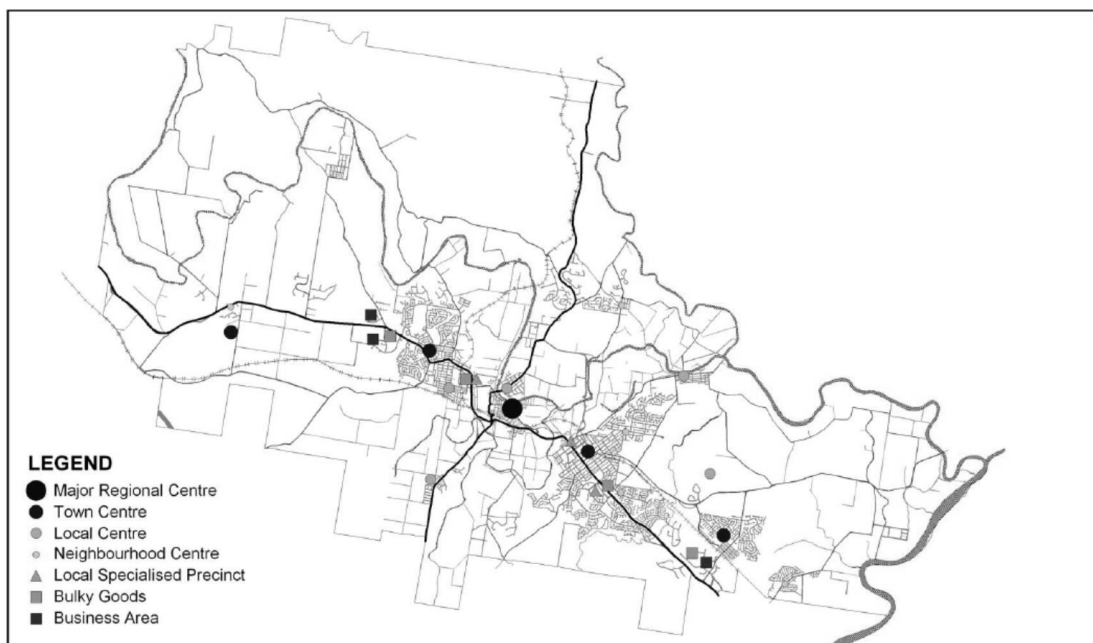 LEGEND
Major Regional Centre
Town Centre
Local Centre
Neighbourhood Centre
Local Specialised Precinct
Bulky Goods
Business Area